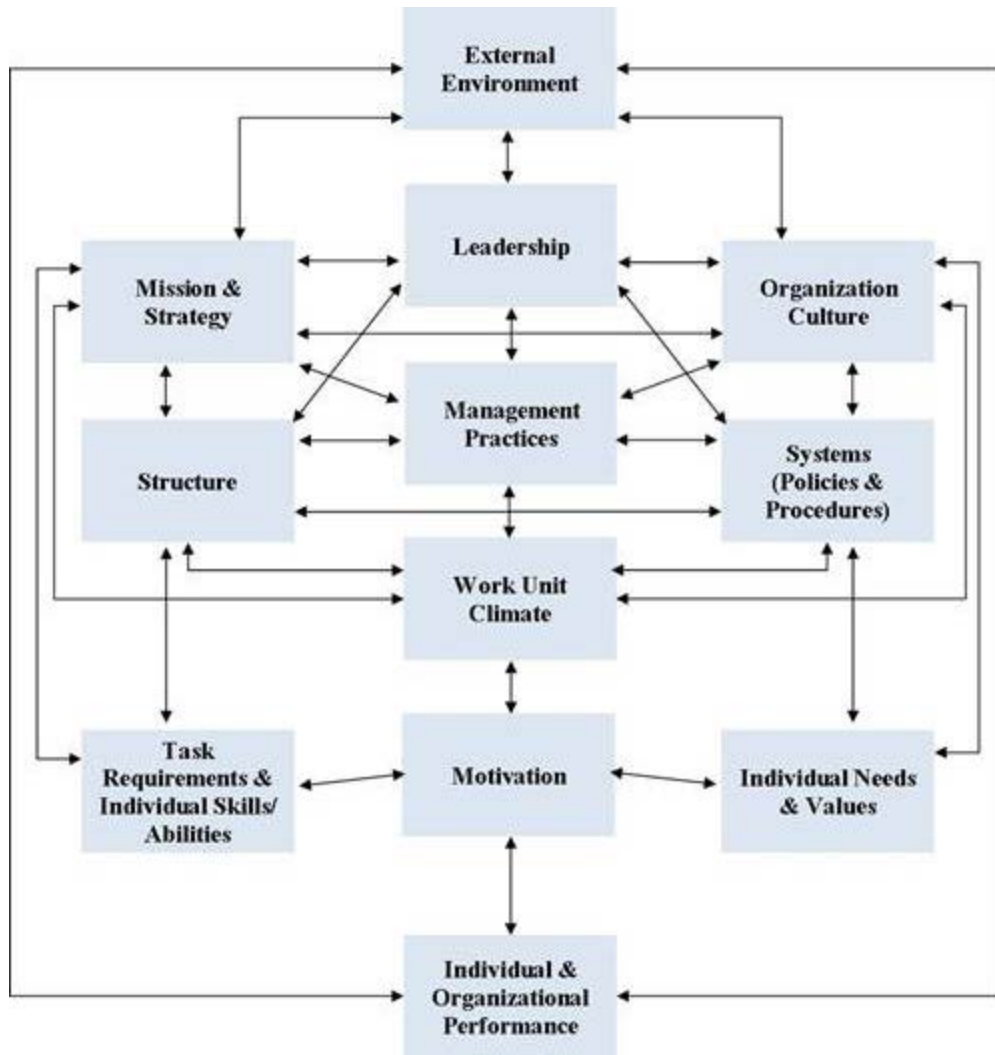 External
Environment
Leadership
Mission &
Strategy
Organization
Culture
Management
Practices
Structure
Systems
(Policies &
Procedures)
Work Unit
Climate
Task
Requirements &
Individual Skills/
Abilities
Motivation
Individual Needs
& Values
Individual &
Organizational
Performance